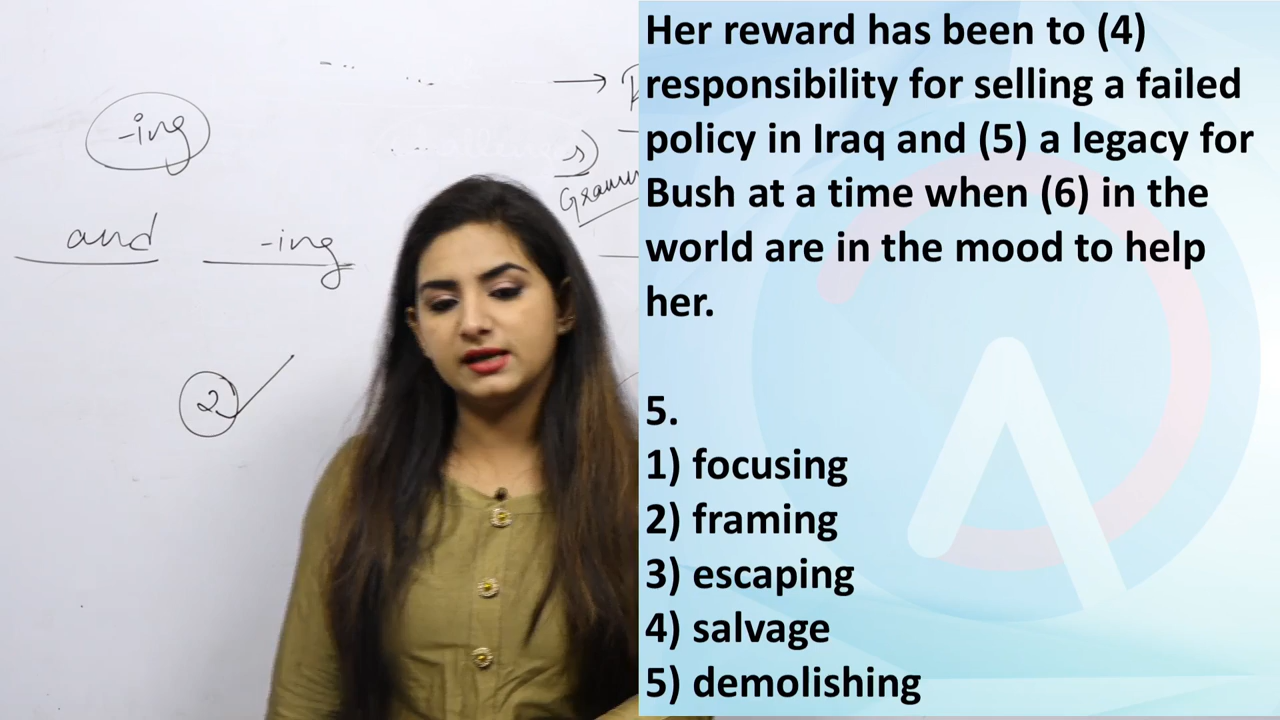 -ing
and -ing
2
Her reward has been to (4)
responsibility for selling a failed
policy in Iraq and (5) a legacy for
Bush at a time when (6) in the
world are in the mood to help
her.
5.
1) focusing
2) framing
3) escaping
4) salvage
5) demolishing